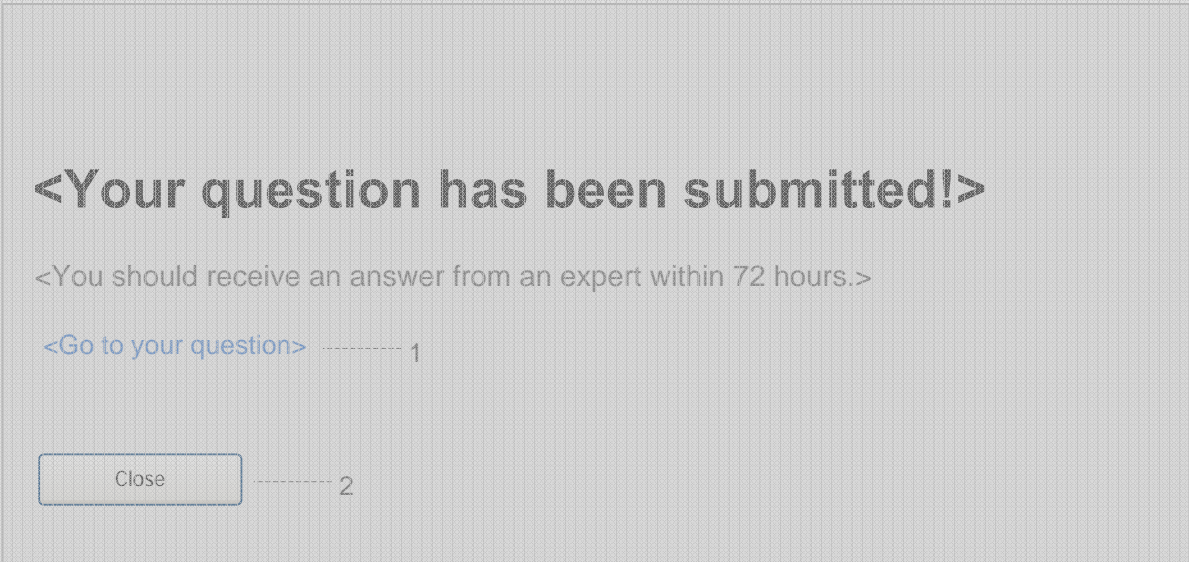 <Your question has been submitted!>
<You should receive an answer from an expert within 72 hours.>
<Go to your question> 1
Close 2